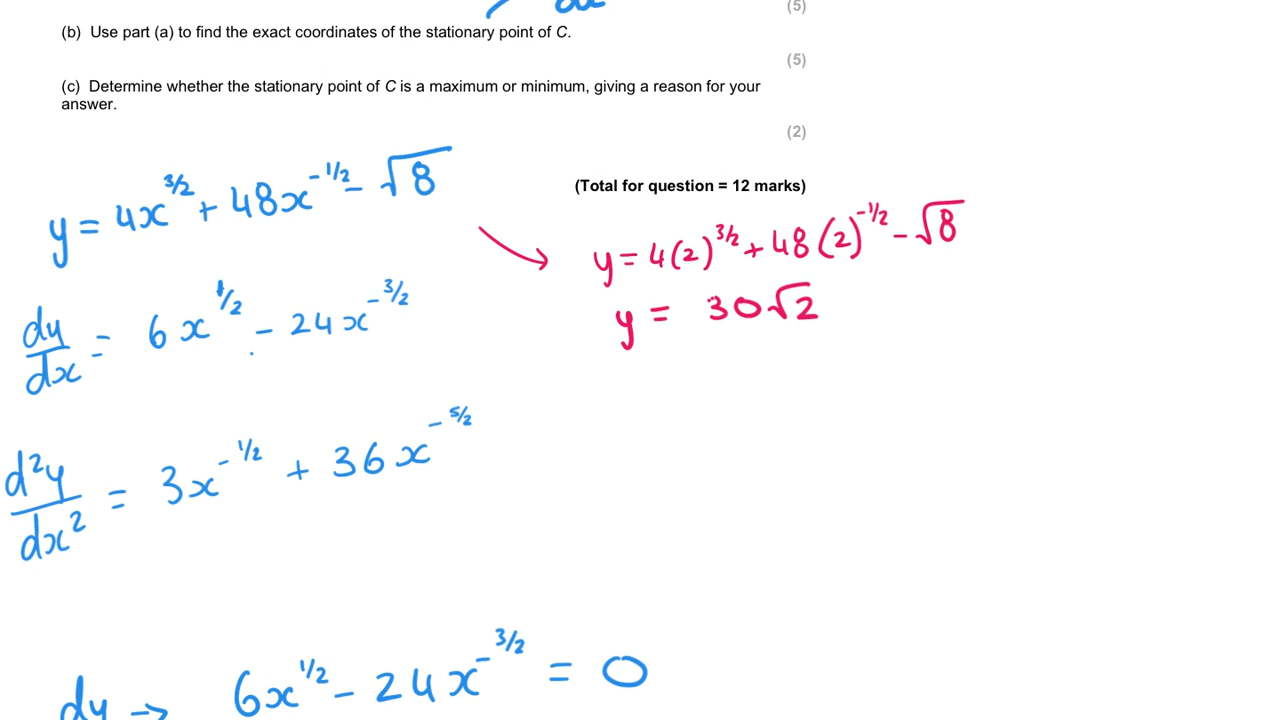 (5)
(b) Use part (a) to find the exact coordinates of the stationary point of C.
(5)
(c) Determine whether the stationary point of C is a maximum or minimum, giving a reason for your
answer.
(2)
(Total for question = 12 marks)
y = 4x^{3/2} + 48x^{-1/2} - √8
y = 4(2)^{3/2} + 48(2)^{-1/2} - √8
y = 30√2
dy/dx = 6x^{1/2} - 24x^{-3/2}
d²y/dx² = 3x^{-1/2} + 36x^{-5/2}
dy → 6x^{1/2} - 24x^{-3/2} = 0